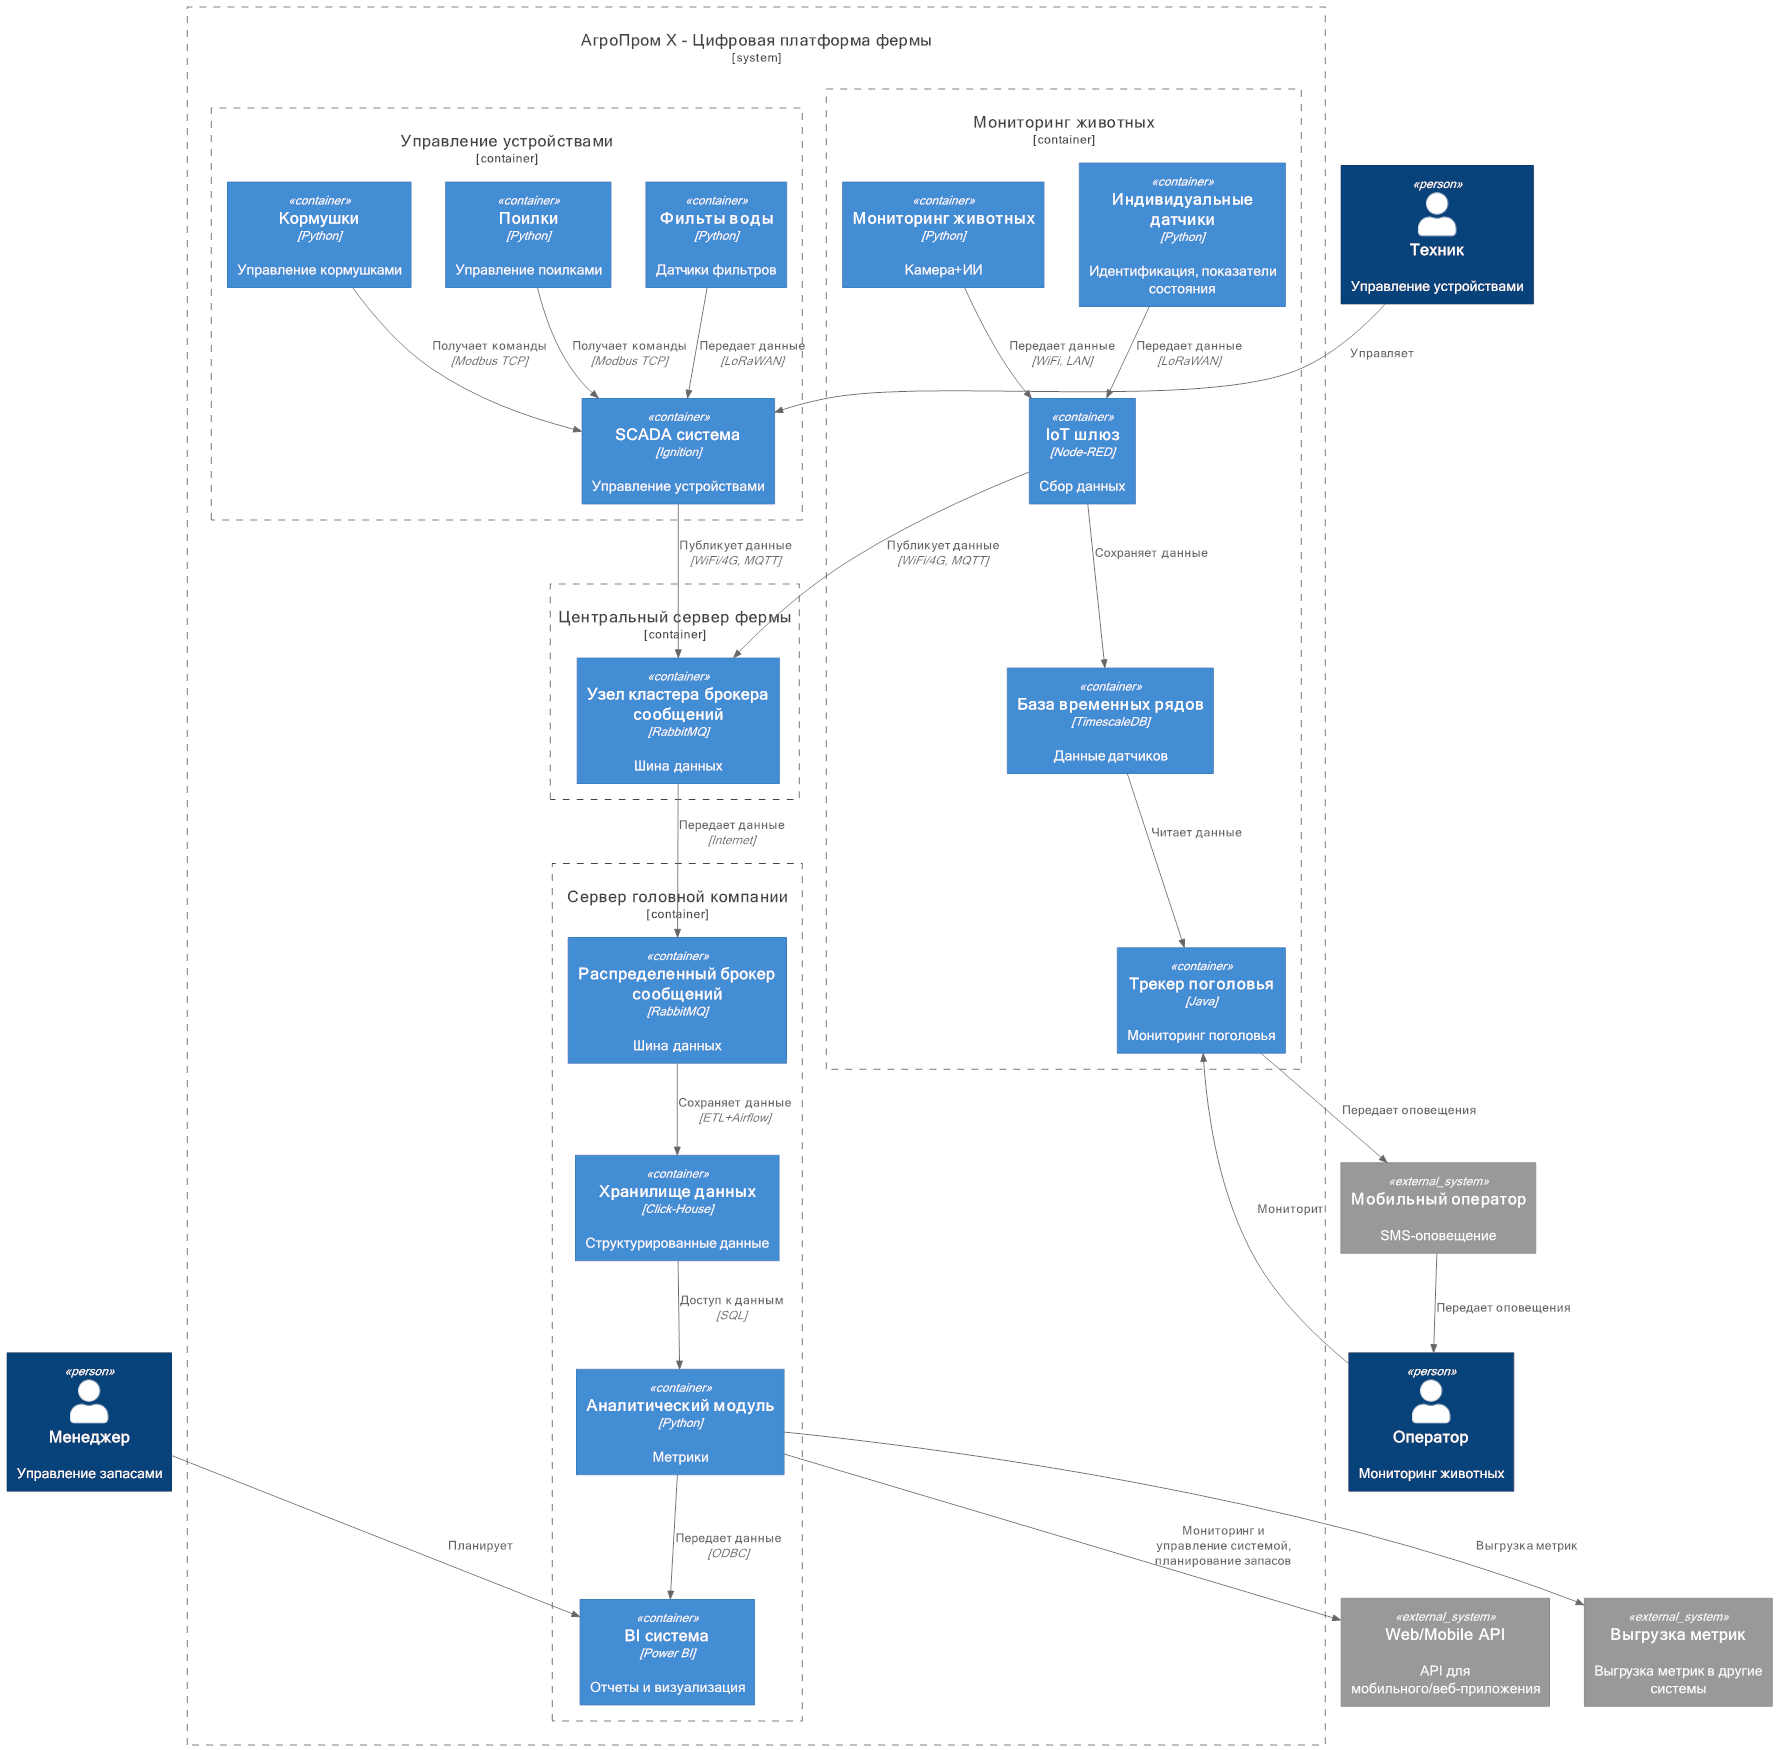 АгроПром Х - Цифровая платформа фермы
[system]
Управление устройствами
[container]
«container»
Кормушки
[Python]
Управление кормушками
«container»
Поилки
[Python]
Управление поилками
«container»
Фильты воды
[Python]
Датчики фильтров
Мониторинг животных
[container]
«container»
Мониторинг животных
[Python]
Камера+ИИ
«container»
Индивидуальные
датчики
[Python]
Идентификация, показатели
состояния
«person»
Техник
Управление устройствами
Получает команды
[Modbus TCP]
Получает команды
[Modbus TCP]
Передает данные
[LoRaWAN]
Передает данные
[WiFi, LAN]
Передает данные
[LoRaWAN]
Управляет
«container»
SCADA система
[Ignition]
Управление устройствами
«container»
IoT шлюз
[Node-RED]
Сбор данных
Публикует данные
[WiFi/4G, MQTT]
Публикует данные
[WiFi/4G, MQTT]
Сохраняет данные
Центральный сервер фермы
[container]
«container»
Узел кластера брокера
сообщений
[RabbitMQ]
Шина данных
«container»
База временных рядов
[TimescaleDB]
Данные датчиков
Передает данные
[Internet]
Читает данные
Сервер головной компании
[container]
«container»
Распределенный брокер
сообщений
[RabbitMQ]
Шина данных
«container»
Трекер поголовья
[Java]
Мониторинг поголовья
Сохраняет данные
[ETL+Airflow]
Передает оповещения
«container»
Хранилище данных
[Click-House]
Структурированные данные
Мониторит
«external_system»
Мобильный оператор
SMS-оповещение
Доступ к данным
[SQL]
Передает оповещения
«person»
Менеджер
Управление запасами
«container»
Аналитический модуль
[Python]
Метрики
«person»
Оператор
Мониторинг животных
Планирует
Передает данные
[ODBC]
Мониторинг и
управление системой,
планирование запасов
Выгрузка метрик
«container»
BI система
[Power BI]
Отчеты и визуализация
«external_system»
Web/Mobile API
API для
мобильного/веб-приложения
«external_system»
Выгрузка метрик
Выгрузка метрик в другие
системы